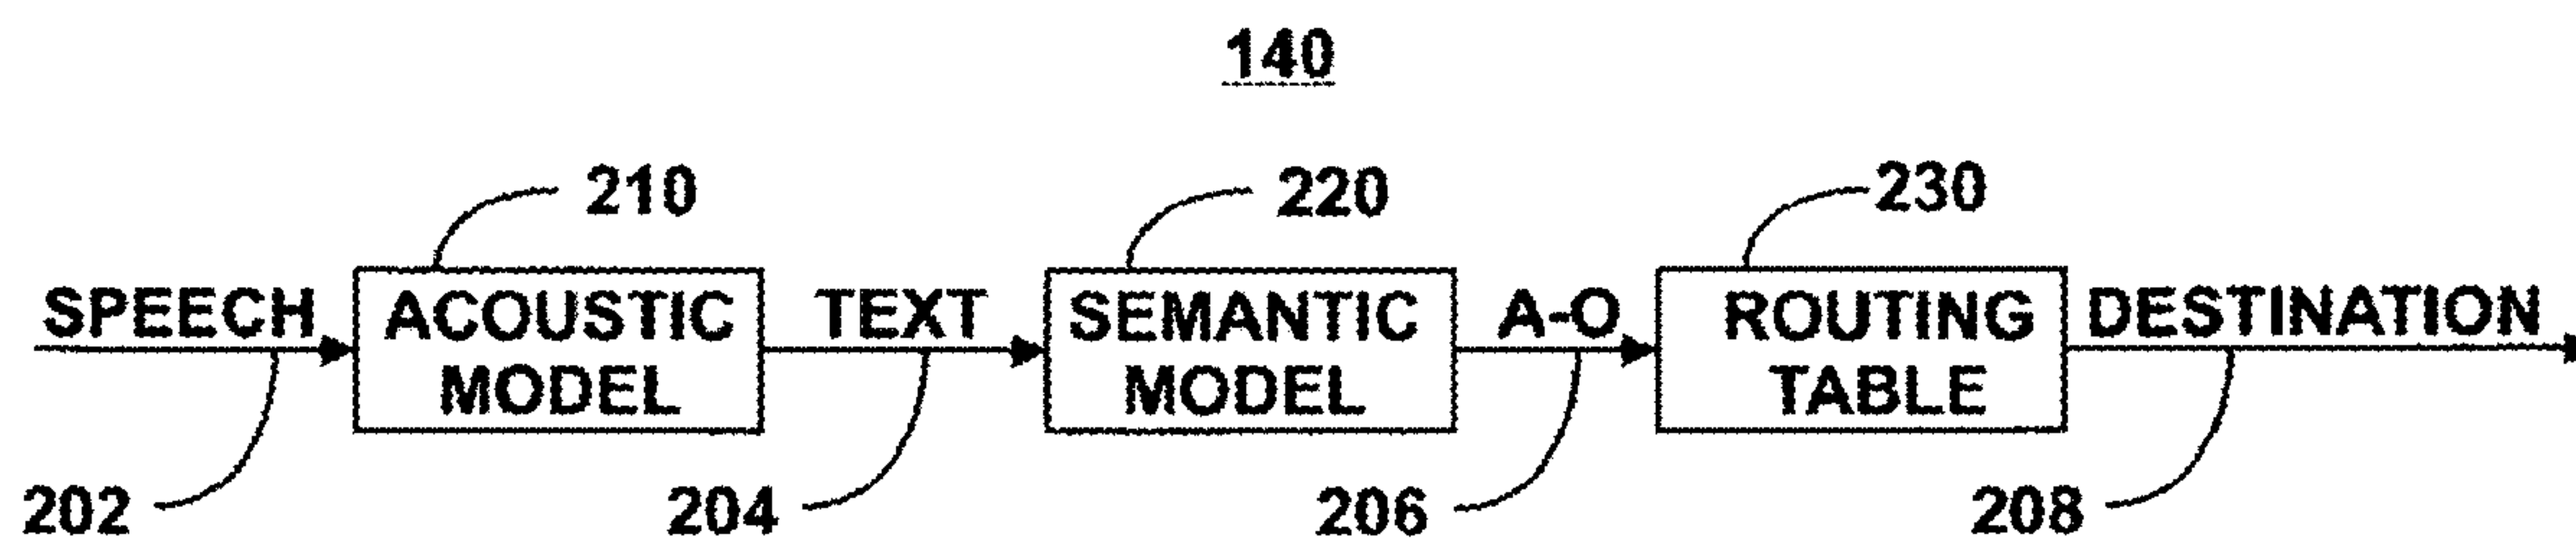 140
210
220
230
SPEECH
ACOUSTIC
MODEL
TEXT
SEMANTIC
MODEL
A-O
ROUTING
TABLE
DESTINATION
202
204
206
208